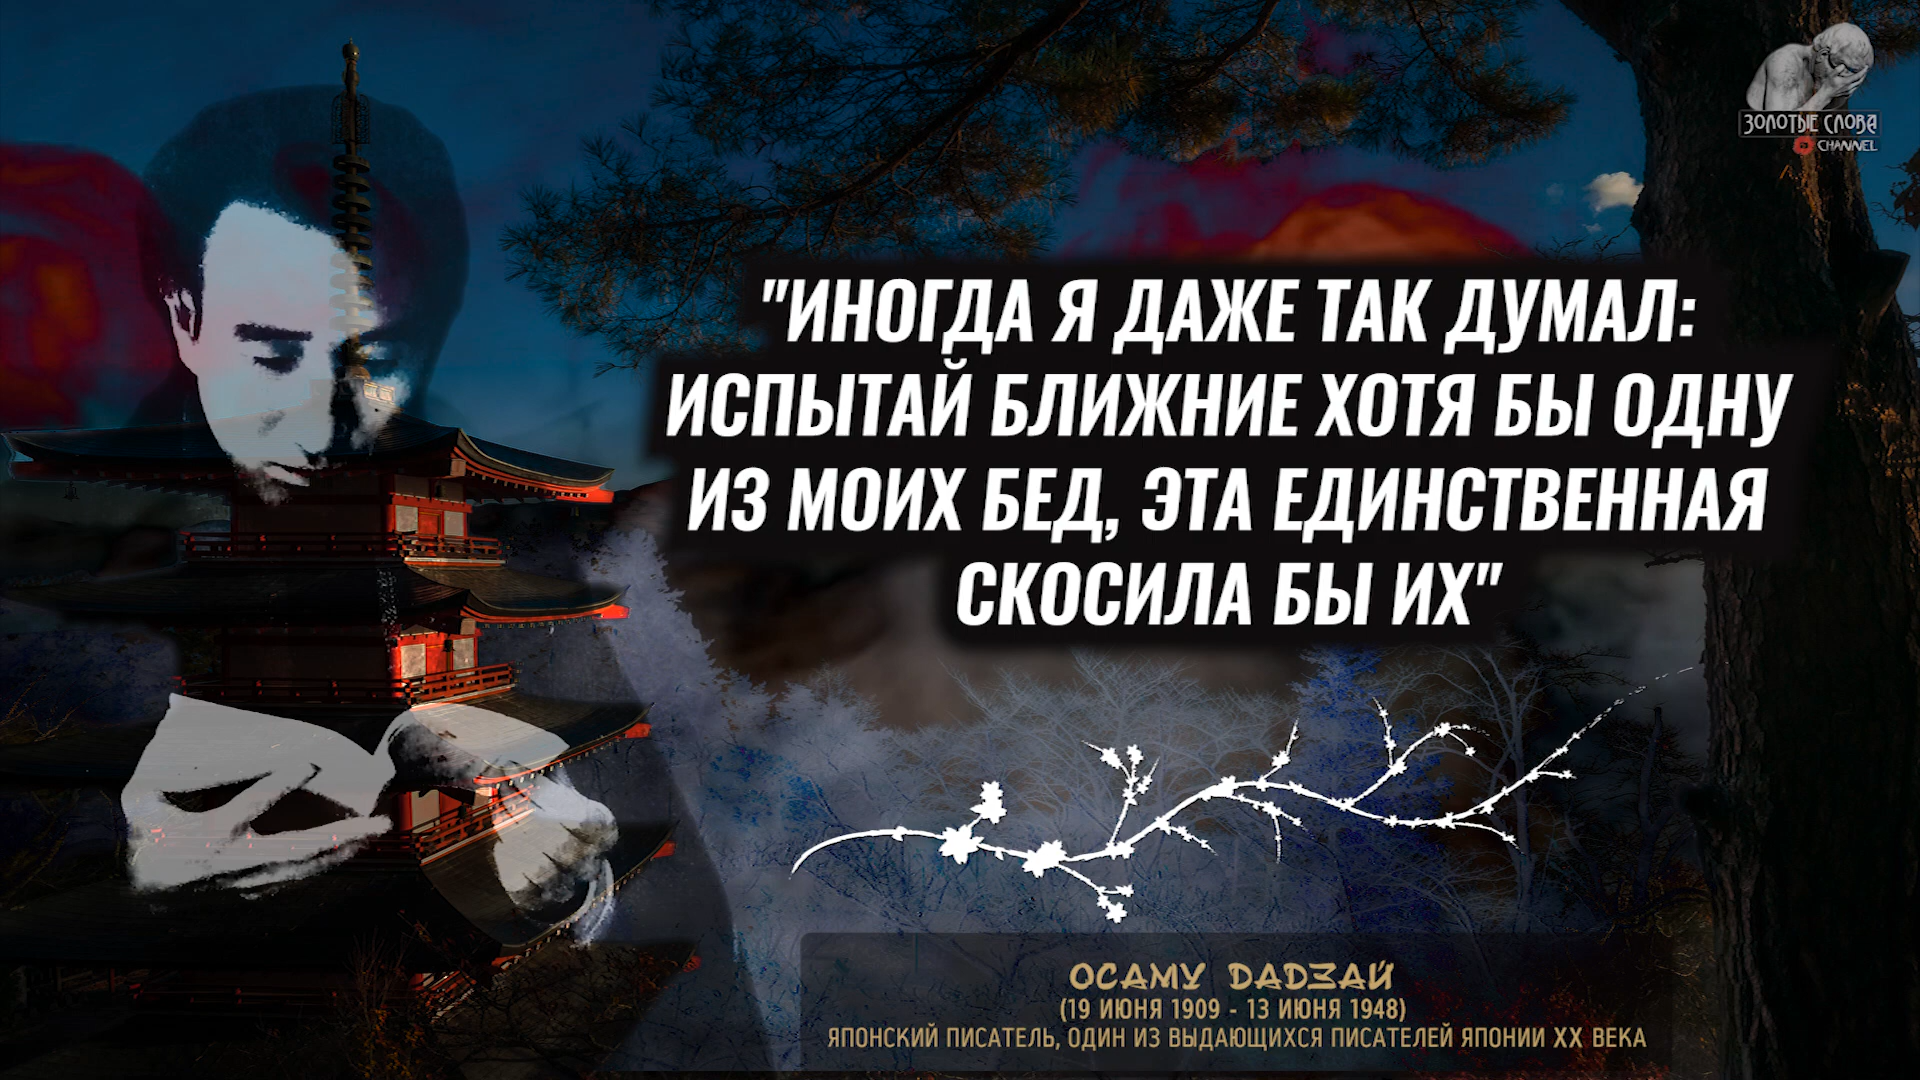 ЗОЛОТЫЕ СЛОВА
CHANNEL
"ИНОГДА Я ДАЖЕ ТАК ДУМАЛ:
ИСПЫТАЙ БЛИЖНИЕ ХОТЯ БЫ ОДНУ
ИЗ МОИХ БЕД, ЭТА ЕДИНСТВЕННАЯ
СКОСИЛА БЫ ИХ"
ОСАМУ ДАДЗАЙ
(19 ИЮНЯ 1909 - 13 ИЮНЯ 1948)
ЯПОНСКИЙ ПИСАТЕЛЬ, ОДИН ИЗ ВЫДАЮЩИХСЯ ПИСАТЕЛЕЙ ЯПОНИИ XX ВЕКА